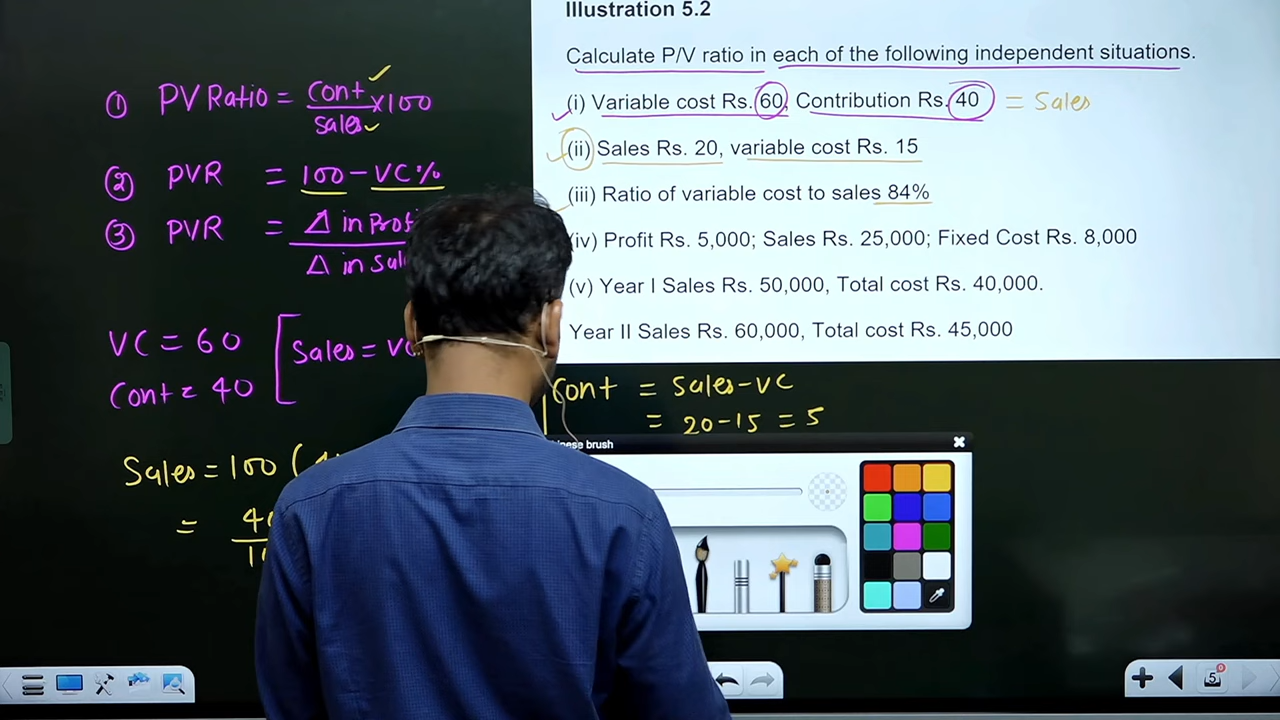 Illustration 5.2
Calculate P/V ratio in each of the following independent situations.
(i) Variable cost Rs. 60, Contribution Rs. 40 = Sales
(ii) Sales Rs. 20, variable cost Rs. 15
(iii) Ratio of variable cost to sales 84%
(iv) Profit Rs. 5,000; Sales Rs. 25,000; Fixed Cost Rs. 8,000
(v) Year I Sales Rs. 50,000, Total cost Rs. 40,000.
Year II Sales Rs. 60,000, Total cost Rs. 45,000
① PV Ratio = Cont / Sales × 100
② PVR = 100 - VC%
③ PVR = Δ in / Δ in
VC = 60
Cont = 40
Sales =
Sales = 100 (
=
Cont = Sales - VC
= 20 - 15 = 5
brush
5